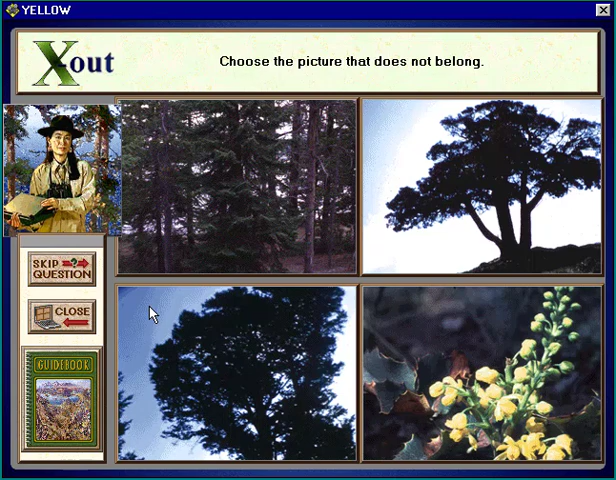 YELLOW
Xout
Choose the picture that does not belong.
SKIP
QUESTION
CLOSE
GUIDEBOOK